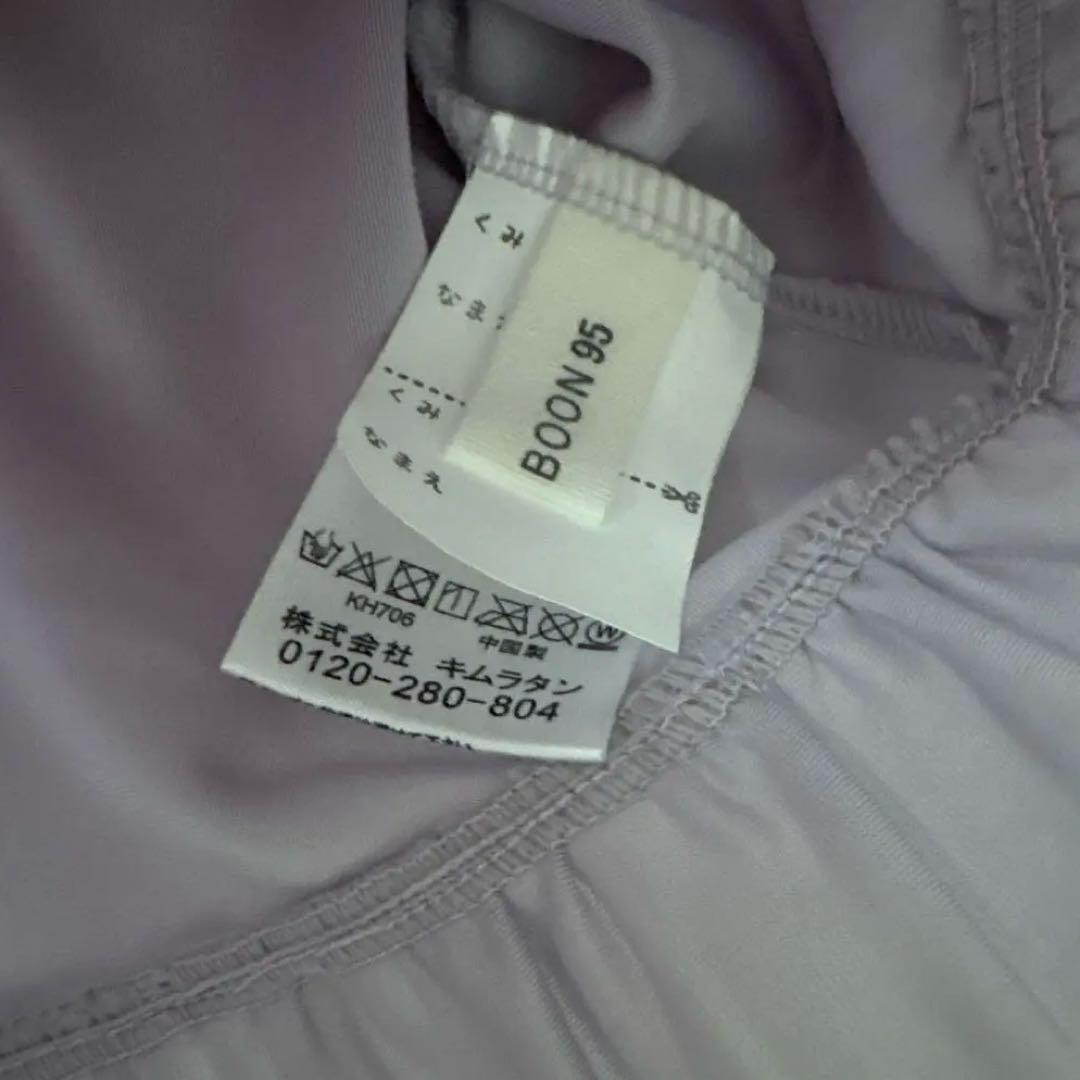 くみ
なまえ
くみ
なまえ
BOON 95
KH706
中国製
株式会社 キムラタン
0120-280-804